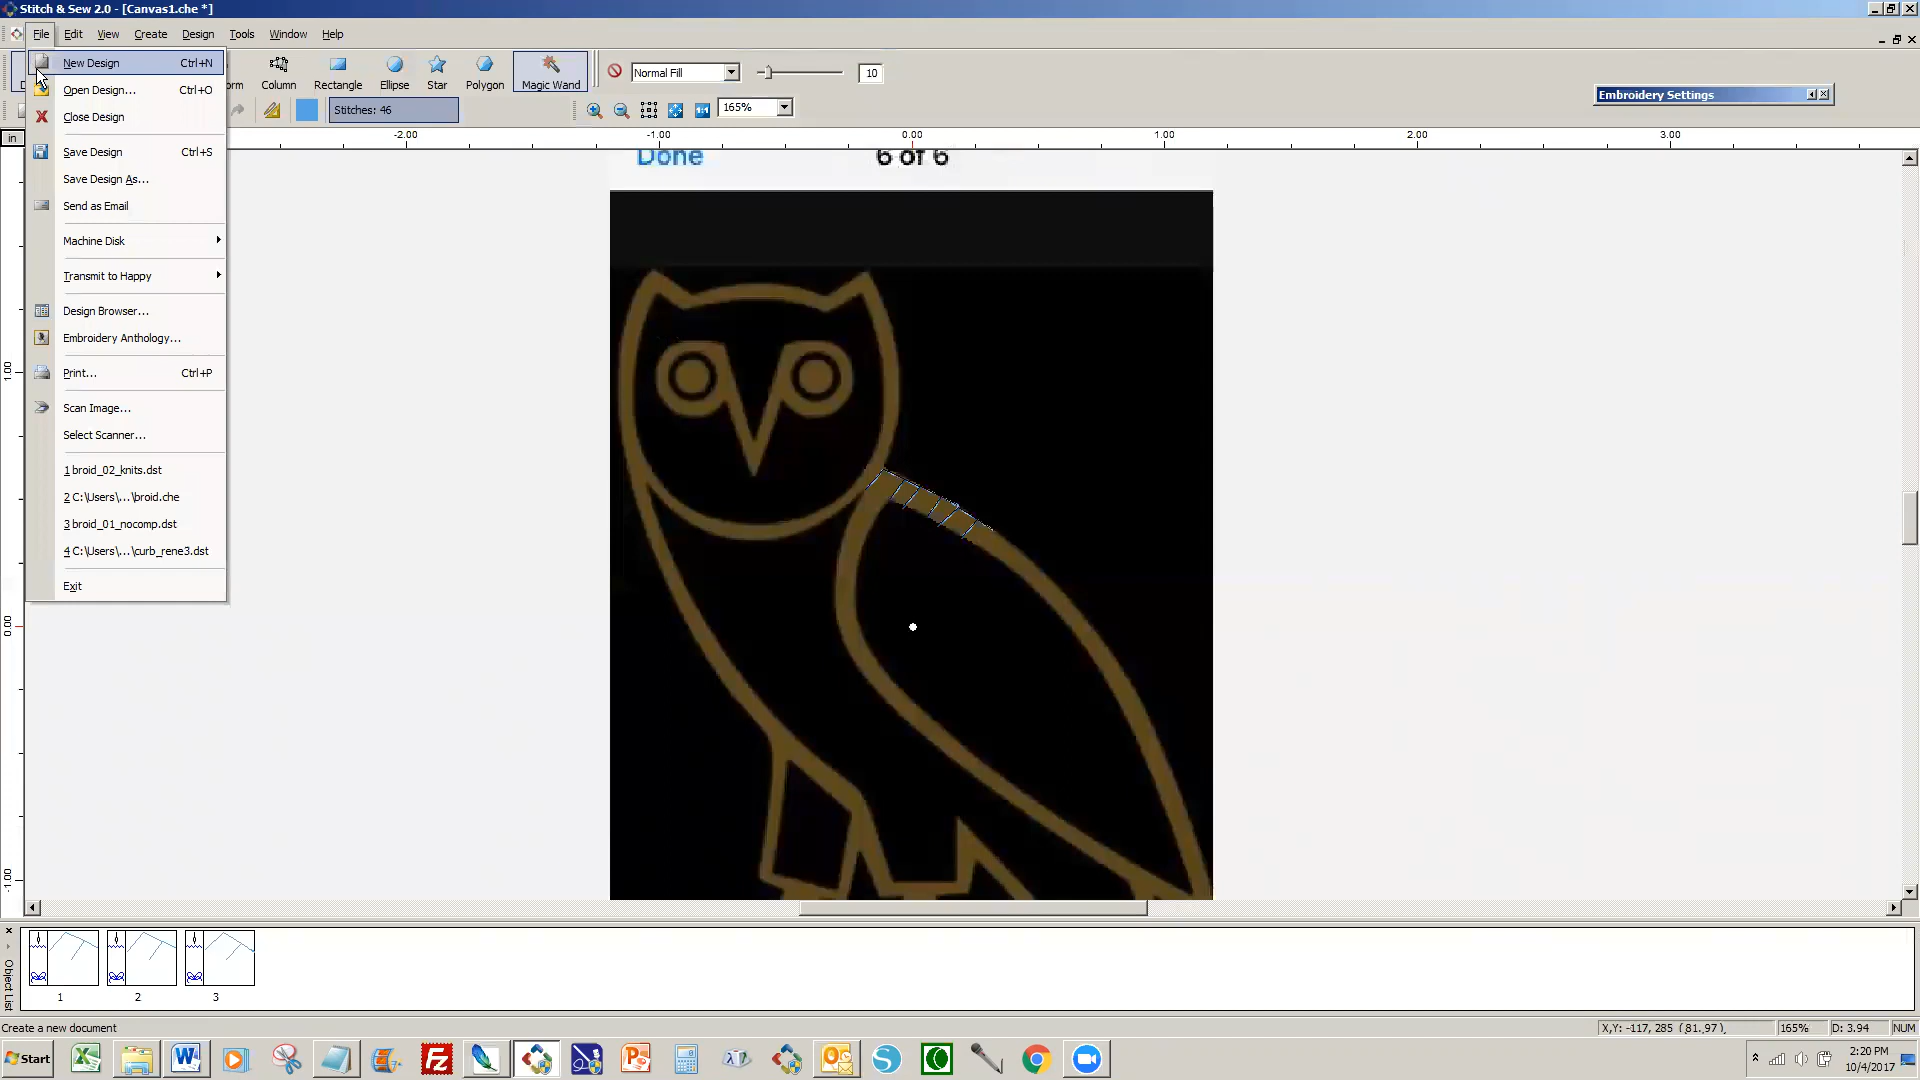 Stitch & Sew 2.0 - [Canvas1.che *]
File Edit View Create Design Tools Window Help
New Design Ctrl+N
Open Design... Ctrl+O
Close Design
Save Design Ctrl+S
Save Design As...
Send as Email
Machine Disk
Transmit to Happy
Design Browser...
Embroidery Anthology...
Print... Ctrl+P
Scan Image...
Select Scanner...
1 broid_02_knits.dst
2 C:\Users\...\broid.che
3 broid_01_nocomp.dst
4 C:\Users\...\curb_rene3.dst
Exit
Column Rectangle Ellipse Star Polygon Magic Wand
Normal Fill 10
Stitches: 46
165%
Embroidery Settings
in
-2.00 -1.00 0.00 1.00 2.00 3.00
1.00
0.00
-1.00
Done 6 of 6
Object List
1 2 3
Create a new document
X,Y: -117, 285 ( 81.,97 ) 165% D: 3.94 NUM
Start
2:20 PM
10/4/2017